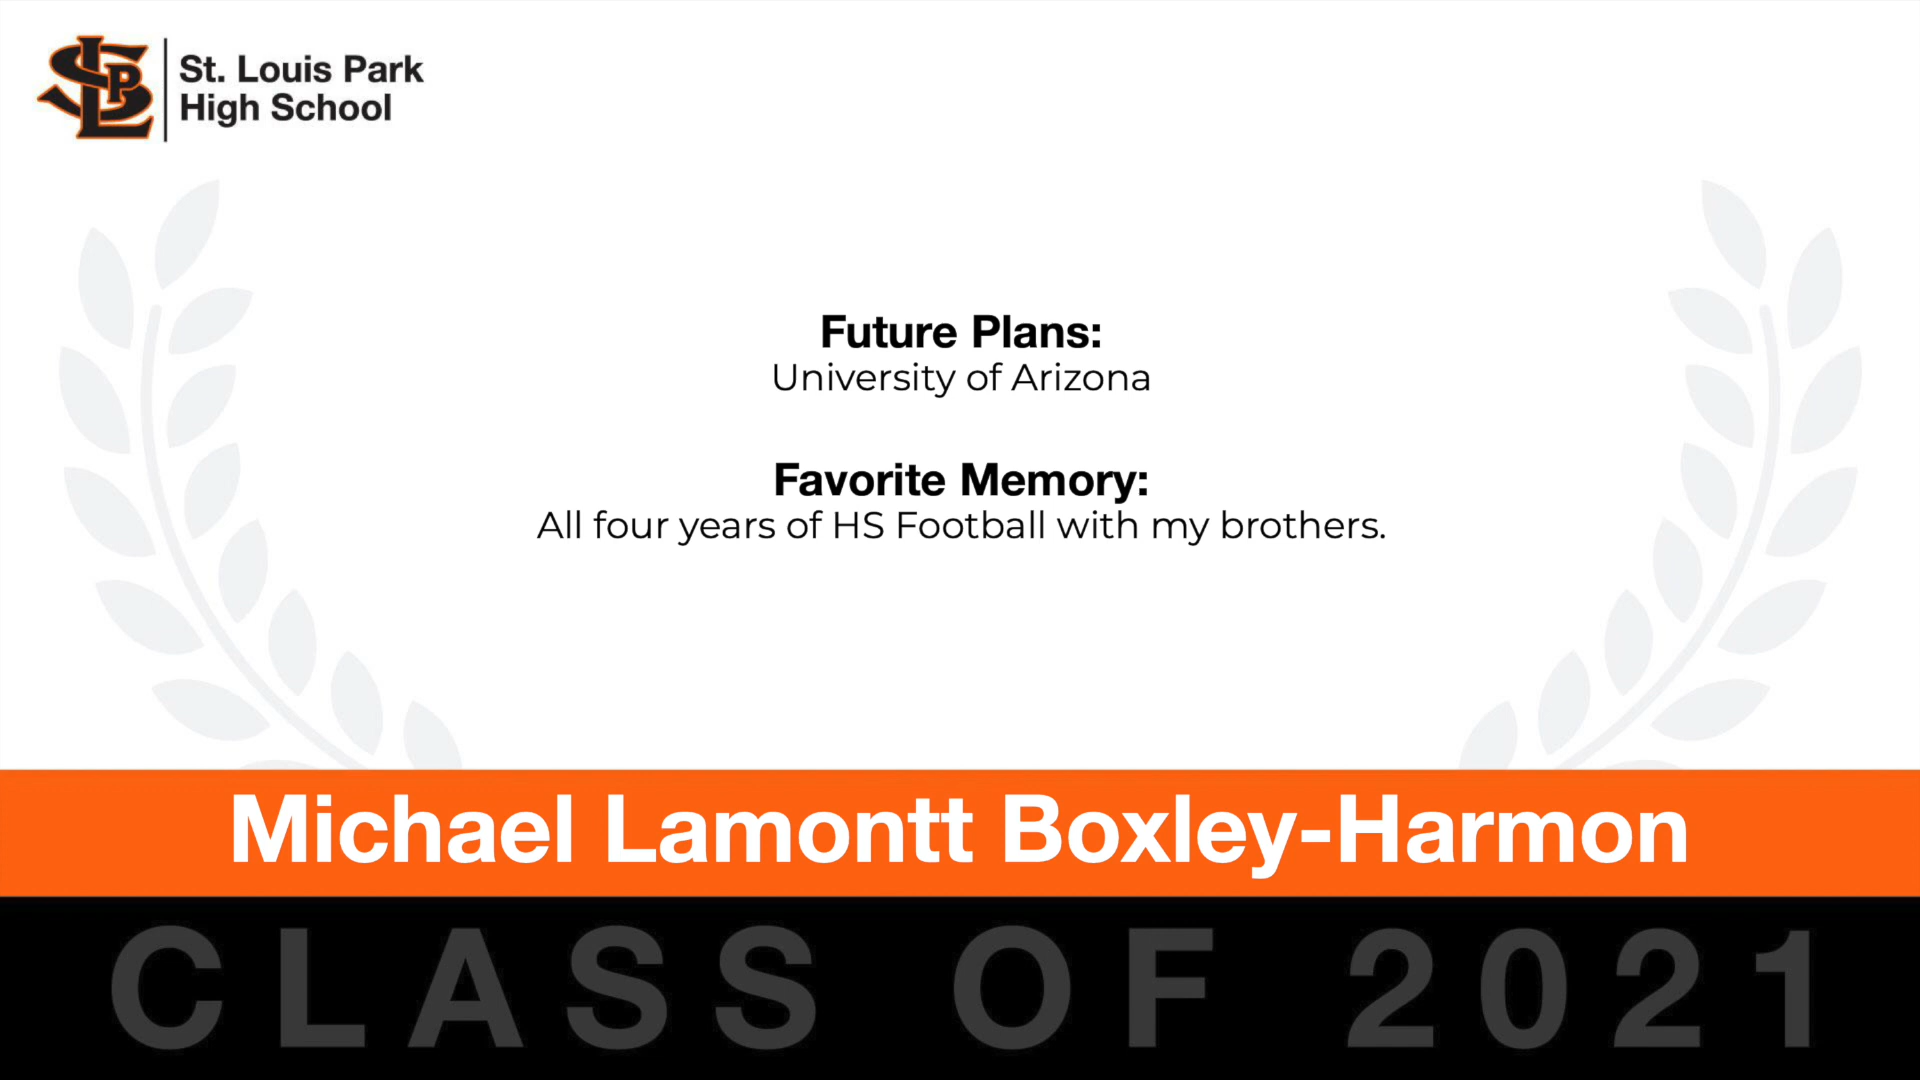 SLP
St. Louis Park
High School
Future Plans:
University of Arizona
Favorite Memory:
All four years of HS Football with my brothers.
Michael Lamontt Boxley-Harmon
CLASS OF 2021